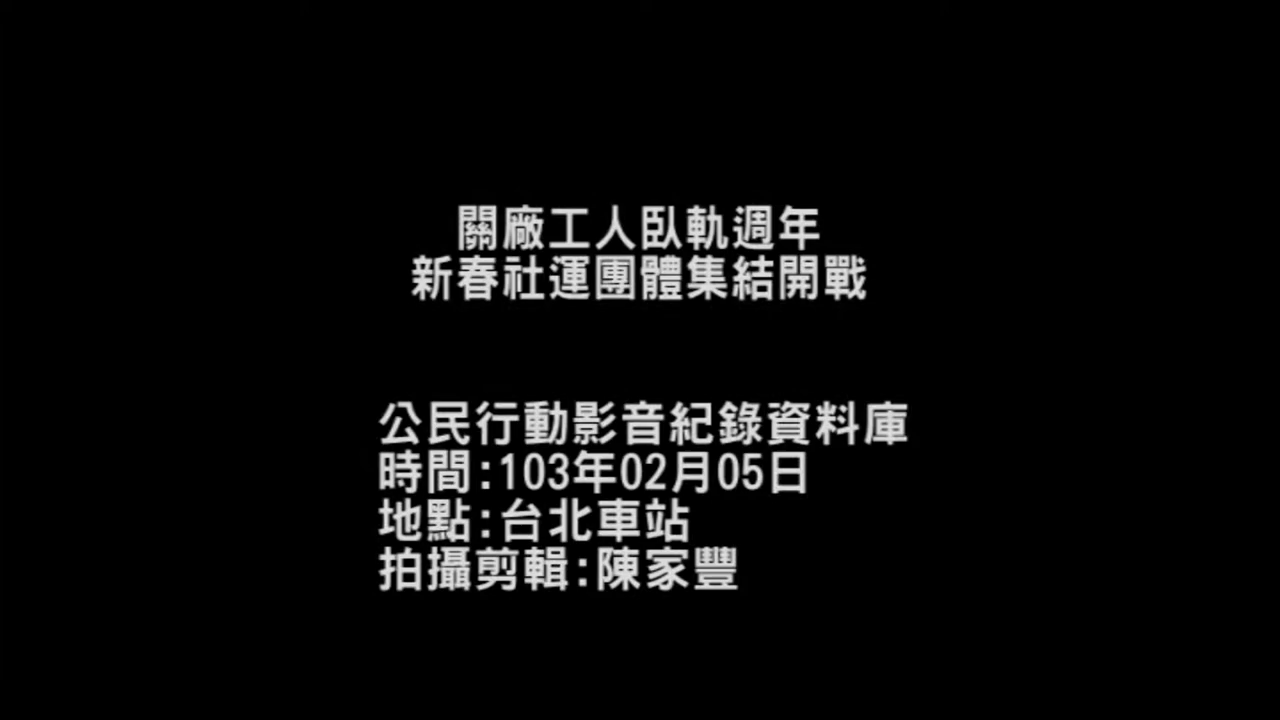 關廠工人臥軌週年
新春社運團體集結開戰
公民行動影音紀錄資料庫
時間:103年02月05日
地點:台北車站
拍攝剪輯:陳家豐